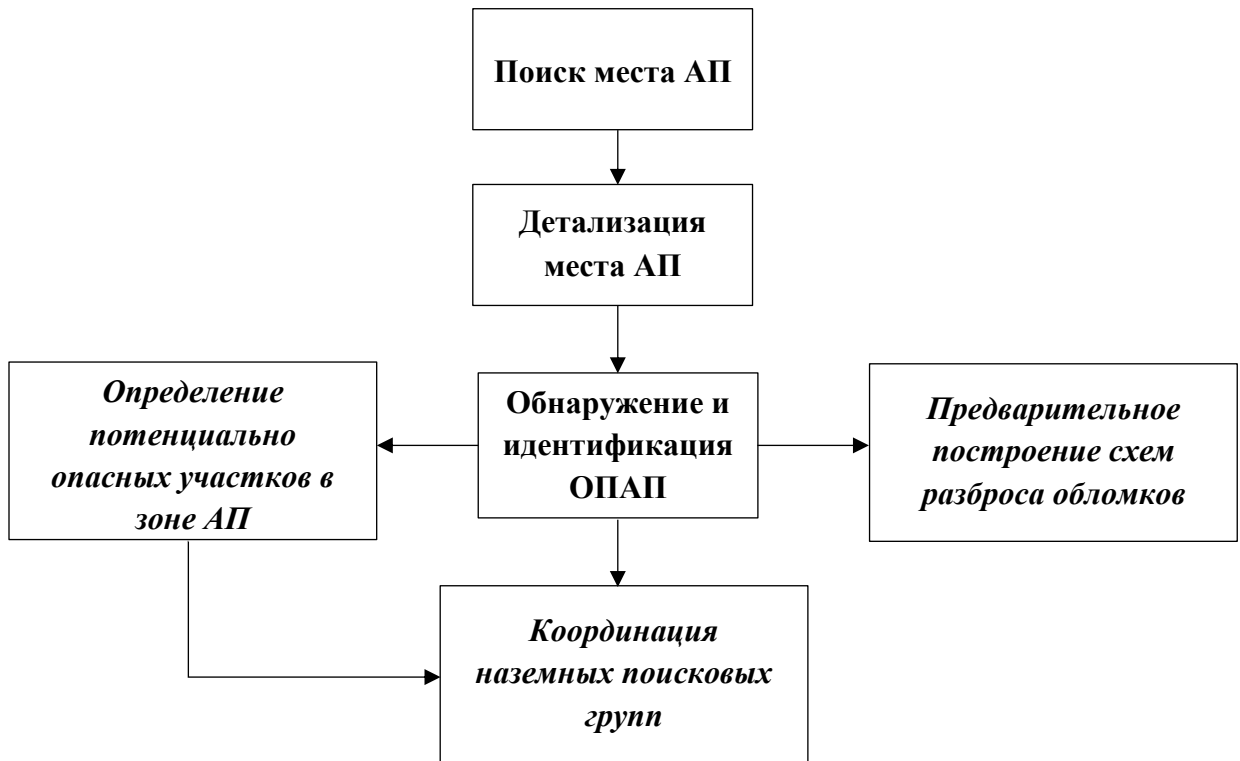 Поиск места АП
Детализация
места АП
Определение
потенциально
опасных участков в
зоне АП
Обнаружение и
идентификация
ОПАП
Предварительное
построение схем
разброса обломков
Координация
наземных поисковых
групп